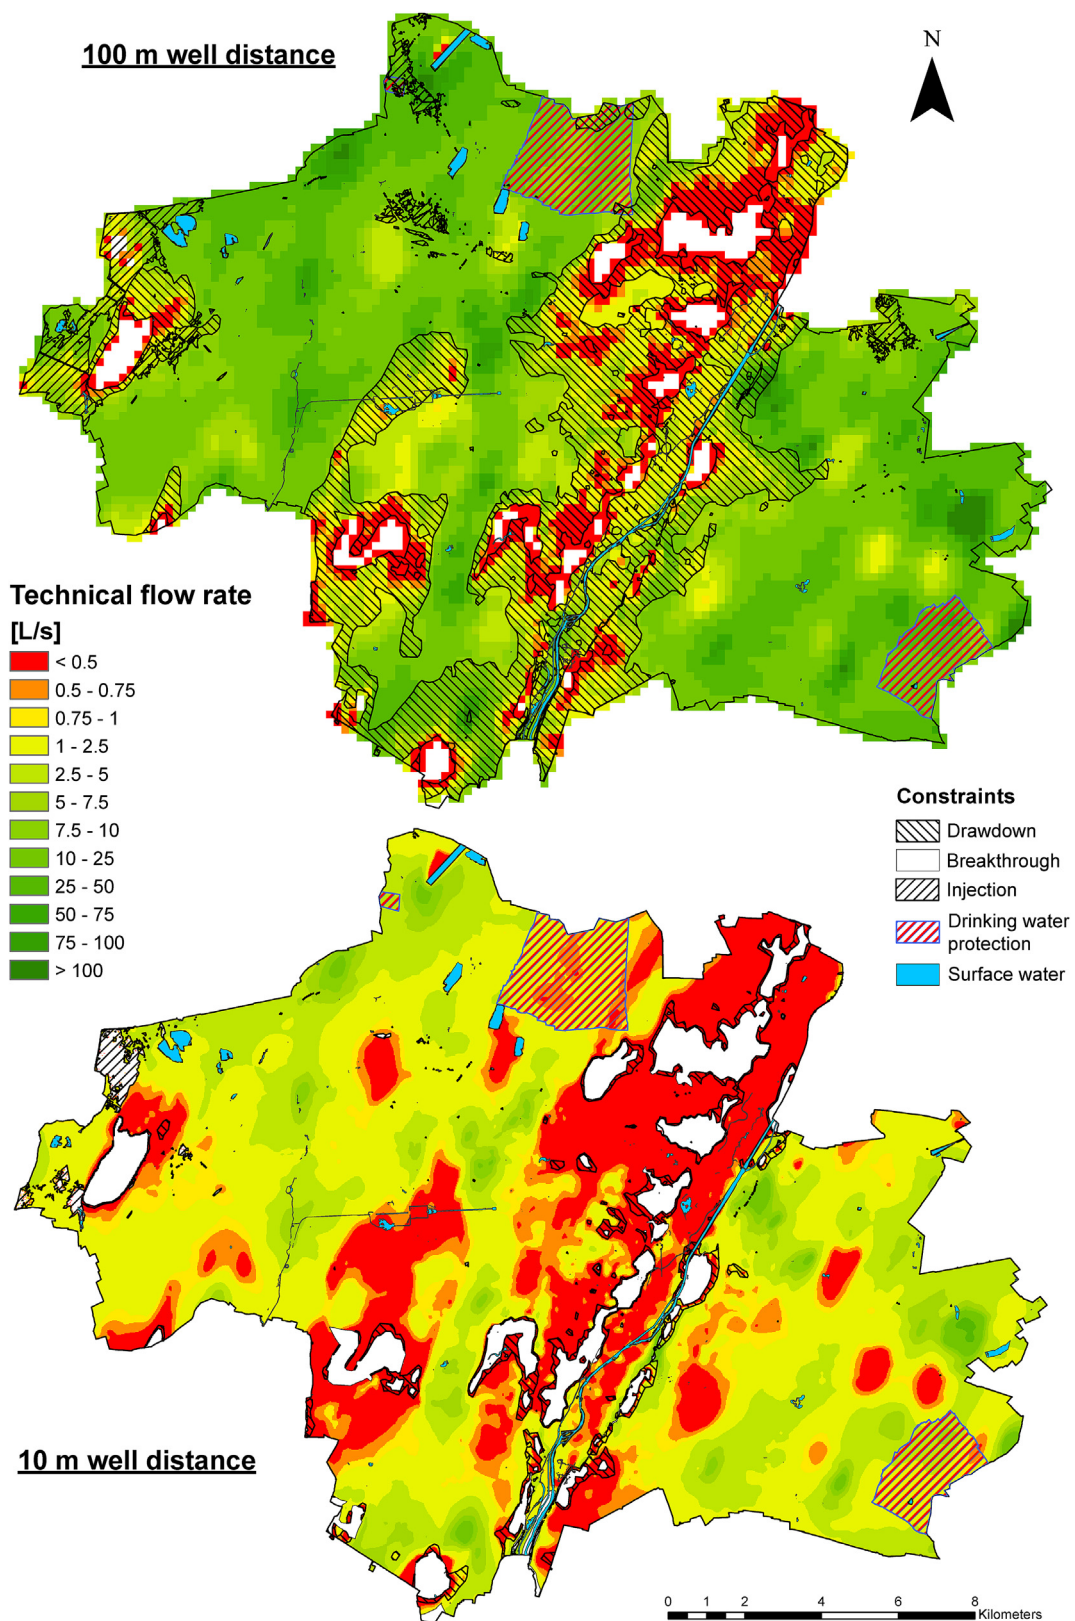 100 m well distance
N
Technical flow rate
[L/s]
< 0.5
0.5 - 0.75
0.75 - 1
1 - 2.5
2.5 - 5
5 - 7.5
7.5 - 10
10 - 25
25 - 50
50 - 75
75 - 100
> 100
Constraints
Drawdown
Breakthrough
Injection
Drinking water
protection
Surface water
10 m well distance
0 1 2 4 6 8
Kilometers